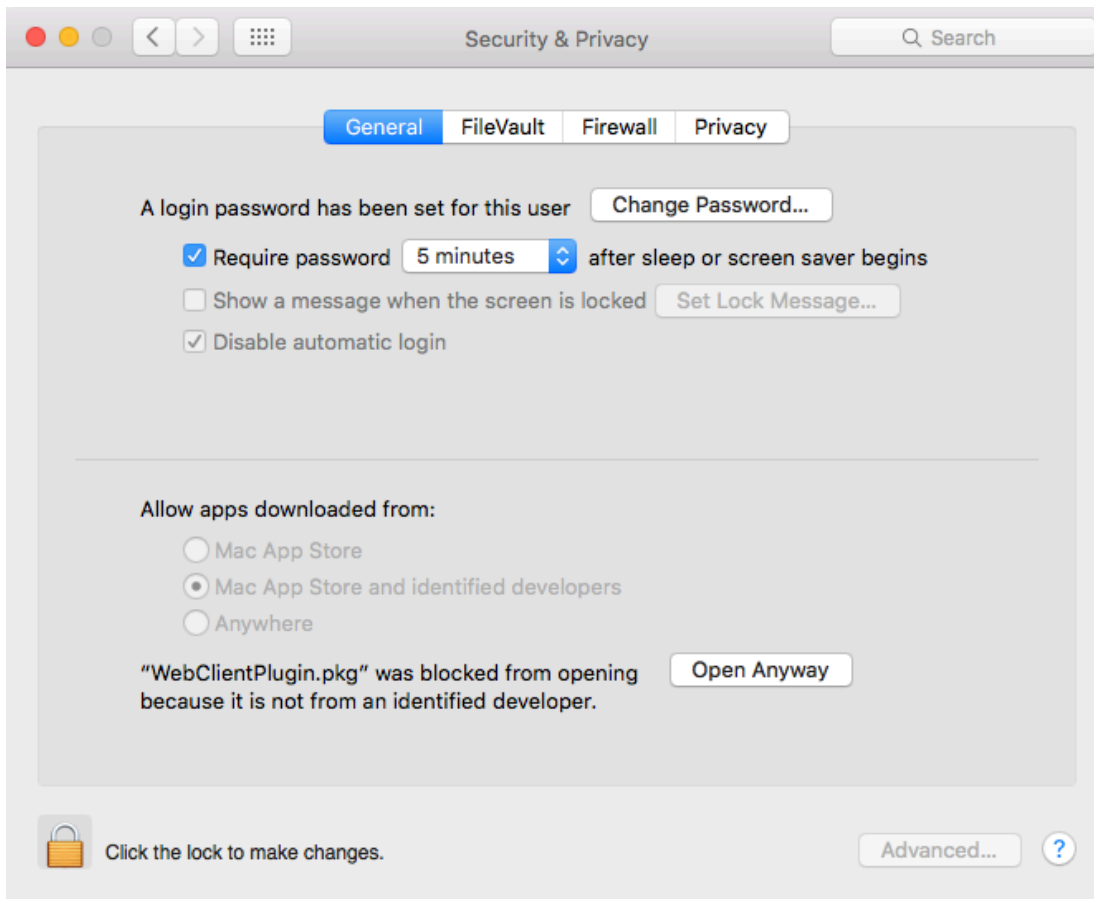 Security & Privacy
Search
General
FileVault
Firewall
Privacy
A login password has been set for this user
Change Password...
Require password
5 minutes
after sleep or screen saver begins
Show a message when the screen is locked
Set Lock Message...
Disable automatic login
Allow apps downloaded from:
Mac App Store
Mac App Store and identified developers
Anywhere
“WebClientPlugin.pkg” was blocked from opening
because it is not from an identified developer.
Open Anyway
Click the lock to make changes.
Advanced...
?